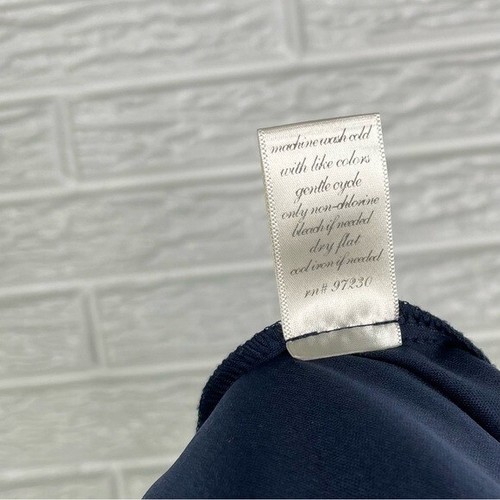 machine wash cold
with like colors
gentle cycle
only non-chlorine
bleach if needed
dry flat
cool iron if needed
rn# 97230